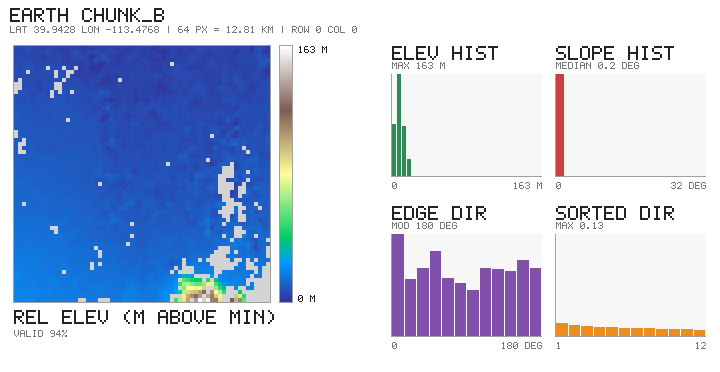 EARTH CHUNK_B
LAT 39.9428 LON -113.4768 | 64 PX = 12.81 KM | ROW 0 COL 0
163 M
0 M
REL ELEV (M ABOVE MIN)
VALID 94%
ELEV HIST
MAX 163 M
0 163 M
SLOPE HIST
MEDIAN 0.2 DEG
0 32 DEG
EDGE DIR
MOD 180 DEG
0 180 DEG
SORTED DIR
MAX 0.13
1 12